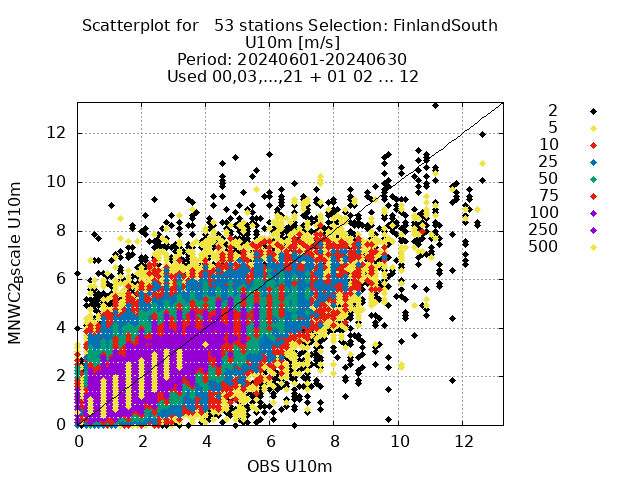 Scatterplot for   53 stations Selection: FinlandSouth
U10m [m/s]
Period: 20240601-20240630
Used 00,03,...,21 + 01 02 ... 12
2
5
10
25
50
75
100
250
500
12
10
8
6
4
2
0
MNWC2Bscale U10m
0 2 4 6 8 10 12
OBS U10m